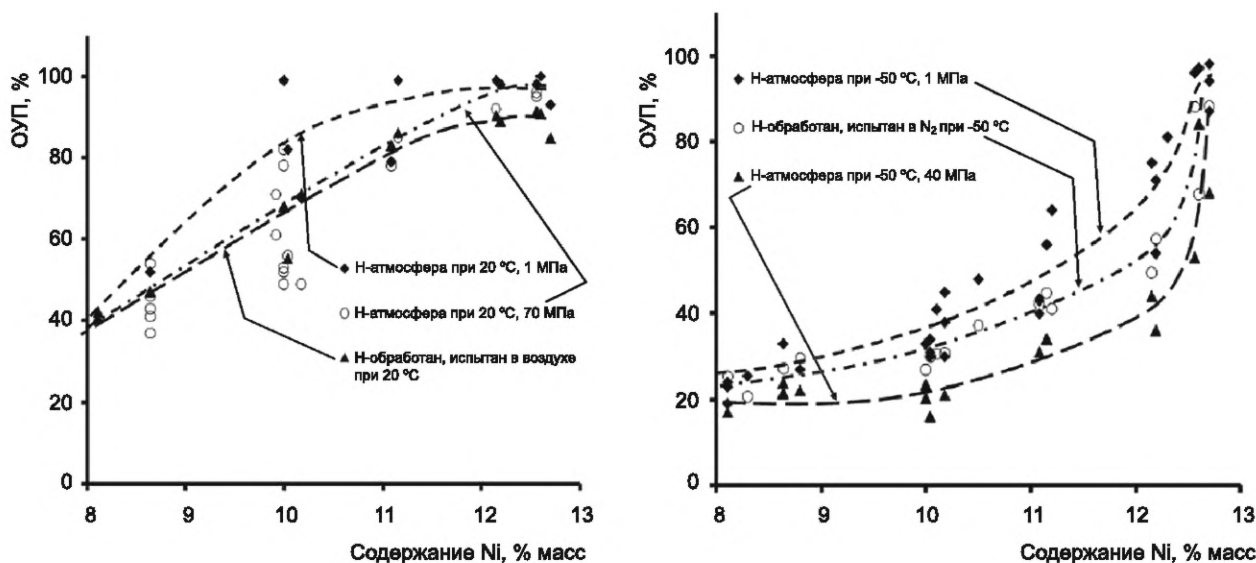 ОУП, %
100
80
60
40
20
0
8
9
10
11
12
13
Содержание Ni, % масс
Н-атмосфера при 20 °C, 1 МПа
Н-атмосфера при 20 °C, 70 МПа
Н-обработан, испытан в воздухе
при 20 °C
ОУП, %
100
80
60
40
20
0
8
9
10
11
12
13
Содержание Ni, % масс
Н-атмосфера при -50 °C, 1 МПа
Н-обработан, испытан в N₂ при -50 °C
Н-атмосфера при -50 °C, 40 МПа